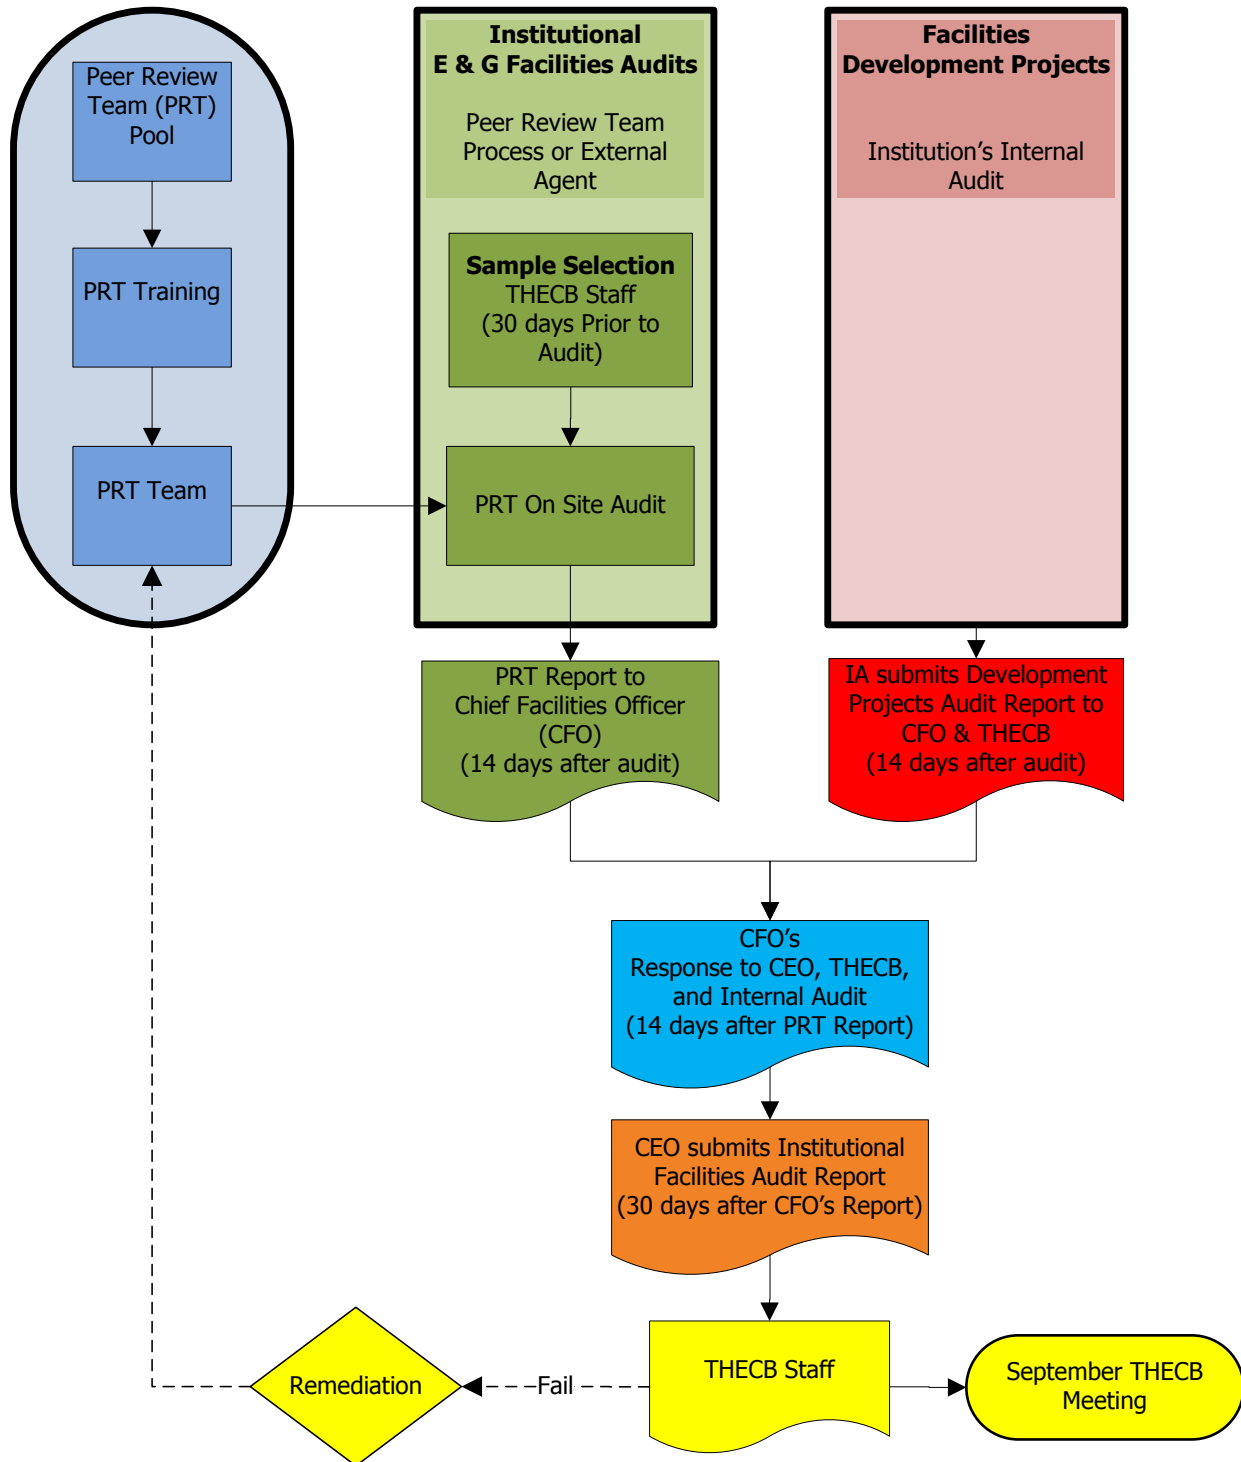 Peer Review
Team (PRT)
Pool
PRT Training
PRT Team
Institutional
E & G Facilities Audits
Peer Review Team
Process or External
Agent
Sample Selection
THECB Staff
(30 days Prior to
Audit)
PRT On Site Audit
Facilities
Development Projects
Institution’s Internal
Audit
PRT Report to
Chief Facilities Officer
(CFO)
(14 days after audit)
IA submits Development
Projects Audit Report to
CFO & THECB
(14 days after audit)
CFO’s
Response to CEO, THECB,
and Internal Audit
(14 days after PRT Report)
CEO submits Institutional
Facilities Audit Report
(30 days after CFO’s Report)
Remediation
Fail
THECB Staff
September THECB
Meeting